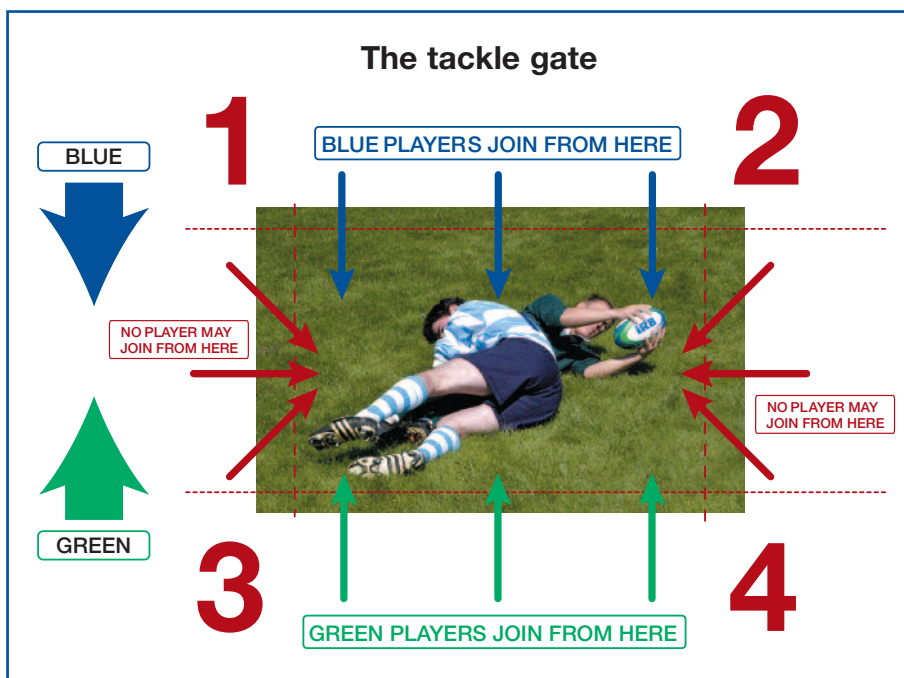 The tackle gate
1
2
BLUE
BLUE PLAYERS JOIN FROM HERE
NO PLAYER MAY
JOIN FROM HERE
iRB
NO PLAYER MAY
JOIN FROM HERE
GREEN
3
4
GREEN PLAYERS JOIN FROM HERE